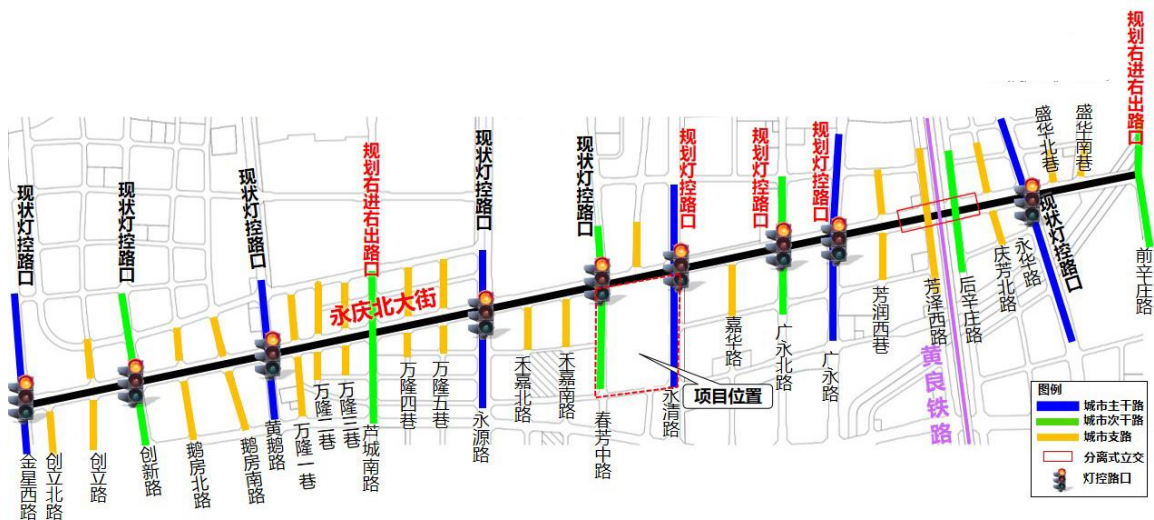 现状灯控路口
现状灯控路口
现状灯控路口
规划右进右出路口
现状灯控路口
现状灯控路口
规划灯控路口
规划灯控路口
规划灯控路口
现状灯控路口
规划右进右出路口
盛华北巷
盛华南巷
永庆北大街
金星西路
创立北路
创立路
创新路
鹅房北路
鹅房南路
黄鹅路
万隆一巷
万隆二巷
万隆三巷
芦城南路
万隆四巷
万隆五巷
永源路
禾嘉北路
禾嘉南路
春芳中路
永清路
嘉华路
广永北路
广永路
芳润西巷
芳泽西路
黄良铁路
后辛庄路
庆芳北路
永华路
前辛庄路
项目位置
图例
城市主干路
城市次干路
城市支路
分离式立交
灯控路口